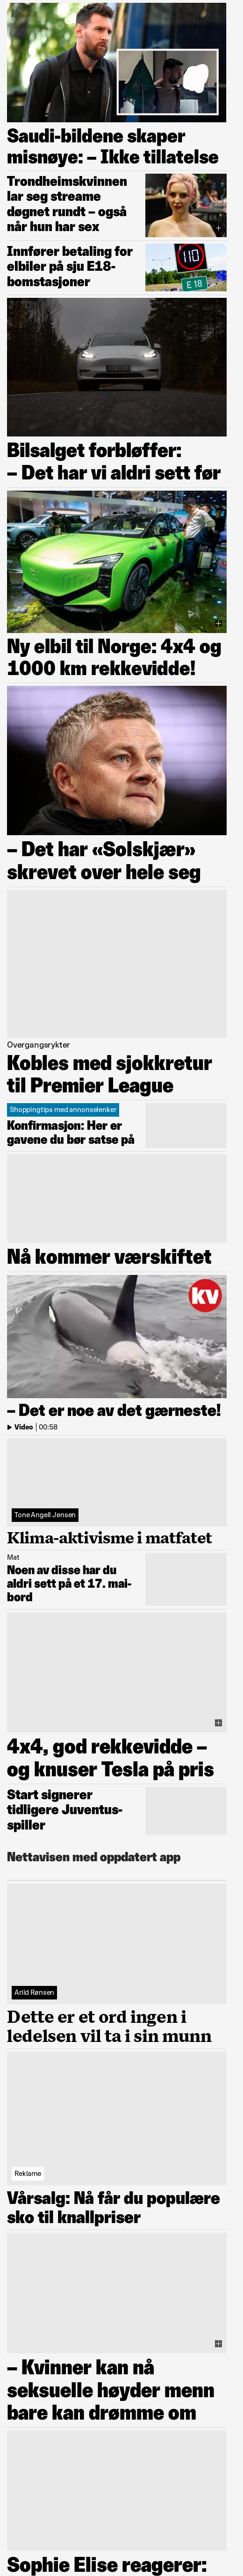 Saudi-bildene skaper
misnøye: – Ikke tillatelse
Trondheimskvinnen
lar seg streame
døgnet rundt – også
når hun har sex
Innfører betaling for
elbiler på sju E18-
bomstasjoner
110
E 18
Bilsalget forbløffer:
– Det har vi aldri sett før
Ny elbil til Norge: 4x4 og
1000 km rekkevidde!
– Det har «Solskjær»
skrevet over hele seg
Overgangsrykter
Kobles med sjokkretur
til Premier League
Shoppingtips med annonselenker
Konfirmasjon: Her er
gavene du bør satse på
Nå kommer værskiftet
kv
– Det er noe av det gærneste!
Video | 00:58
Tone Angell Jensen
Klima-aktivisme i matfatet
Mat
Noen av disse har du
aldri sett på et 17. mai-
bord
4x4, god rekkevidde –
og knuser Tesla på pris
Start signerer
tidligere Juventus-
spiller
Nettavisen med oppdatert app
Arild Rønsen
Dette er et ord ingen i
ledelsen vil ta i sin munn
Reklame
Vårsalg: Nå får du populære
sko til knallpriser
– Kvinner kan nå
seksuelle høyder menn
bare kan drømme om
Sophie Elise reagerer: